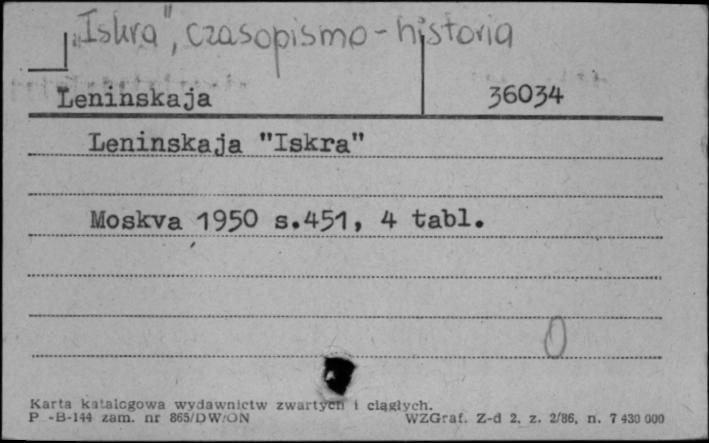 „Iskra", czasopismo - historia
Leninskaja 36034
Leninskaja "Iskra"
Moskva 1950 s.451, 4 tabl.
0
Karta katalogowa wydawnictw zwartych i ciągłych.
P -B-144 zam. nr 865/DW/ON WZGraf. Z-d 2, z. 2/86, n. 7 430 000